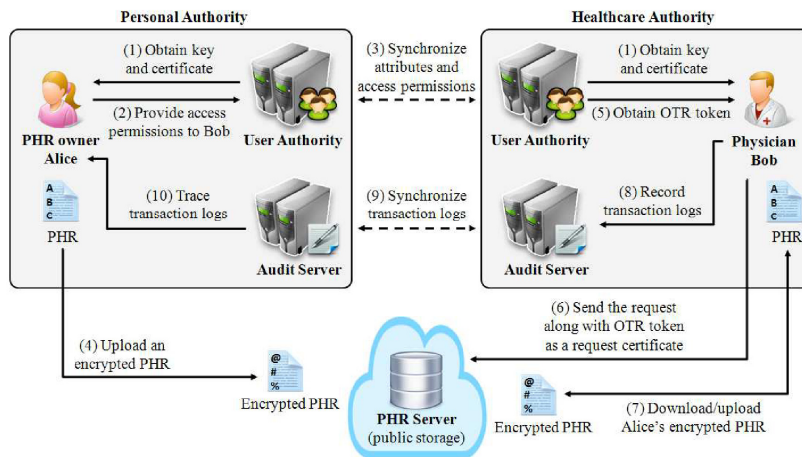 Personal Authority
Healthcare Authority
(1) Obtain key
and certificate
(2) Provide access
permissions to Bob
PHR owner
Alice
User Authority
(3) Synchronize
attributes and
access permissions
(1) Obtain key
and certificate
(5) Obtain OTR token
User Authority
Physician
Bob
A
B
C
PHR
(10) Trace
transaction logs
Audit Server
(9) Synchronize
transaction logs
(8) Record
transaction logs
Audit Server
A
B
C
PHR
(4) Upload an
encrypted PHR
@
#
%
Encrypted PHR
PHR Server
(public storage)
(6) Send the request
along with OTR token
as a request certificate
@
#
%
Encrypted PHR
(7) Download/upload
Alice's encrypted PHR